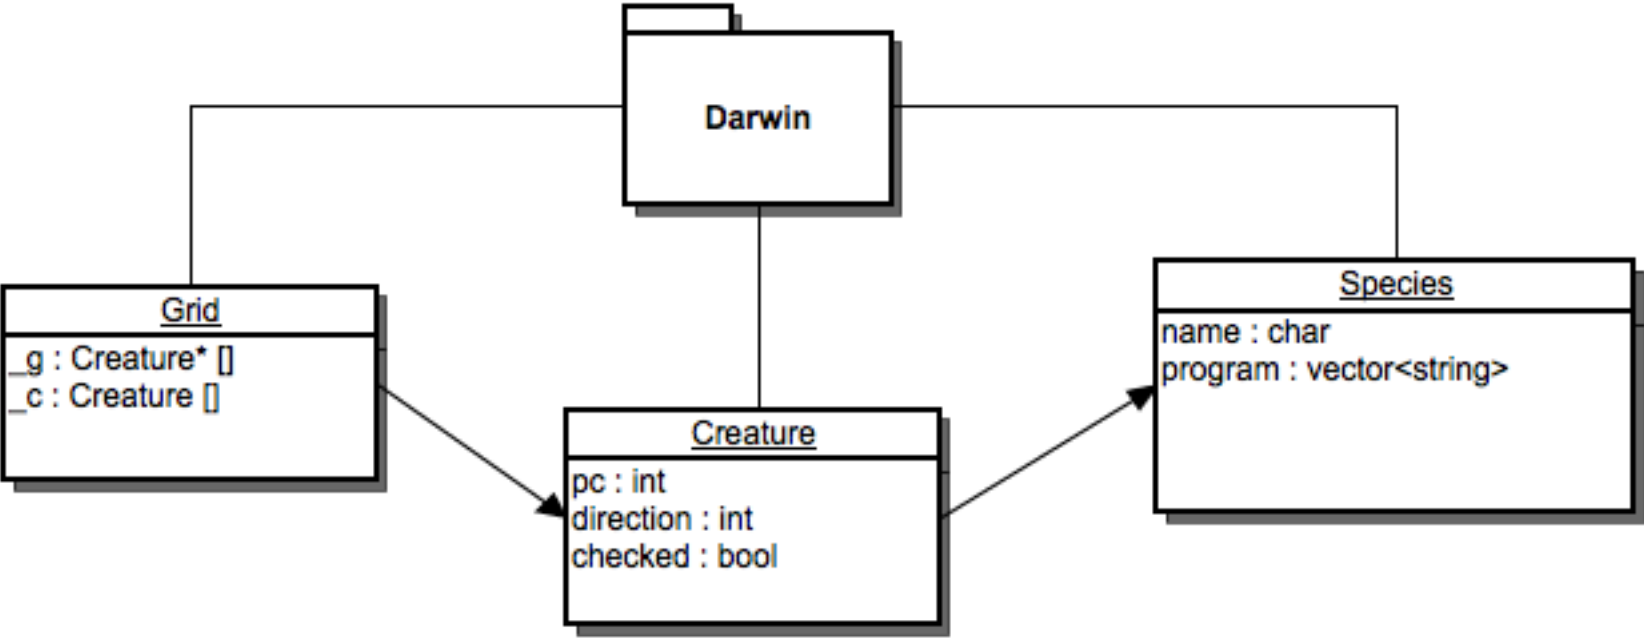 Darwin
Grid
_g : Creature* []
_c : Creature []
Creature
pc : int
direction : int
checked : bool
Species
name : char
program : vector<string>